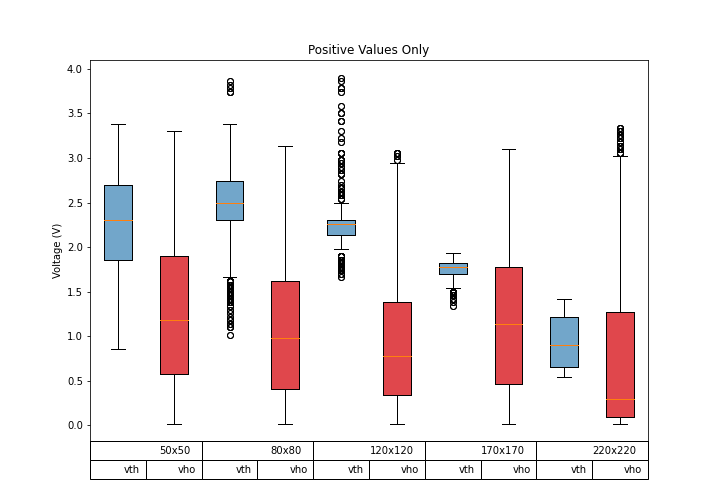 Positive Values Only
4.0
3.5
3.0
2.5
2.0
1.5
1.0
0.5
0.0
Voltage (V)
50x50 80x80 120x120 170x170 220x220
vth vho vth vho vth vho vth vho vth vho